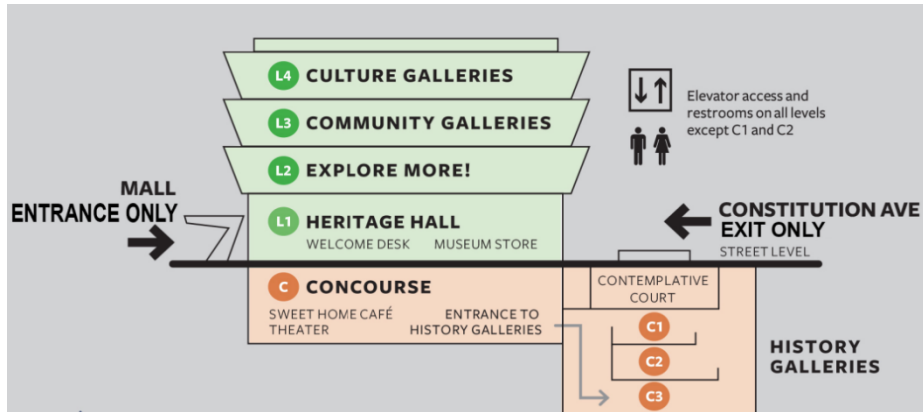 L4 CULTURE GALLERIES
L3 COMMUNITY GALLERIES
L2 EXPLORE MORE!
Elevator access and
restrooms on all levels
except C1 and C2
MALL
ENTRANCE ONLY
L1 HERITAGE HALL
WELCOME DESK MUSEUM STORE
CONSTITUTION AVE
EXIT ONLY
STREET LEVEL
C CONCOURSE
SWEET HOME CAFÉ
THEATER
ENTRANCE TO
HISTORY GALLERIES
CONTEMPLATIVE
COURT
C1
C2
C3
HISTORY
GALLERIES